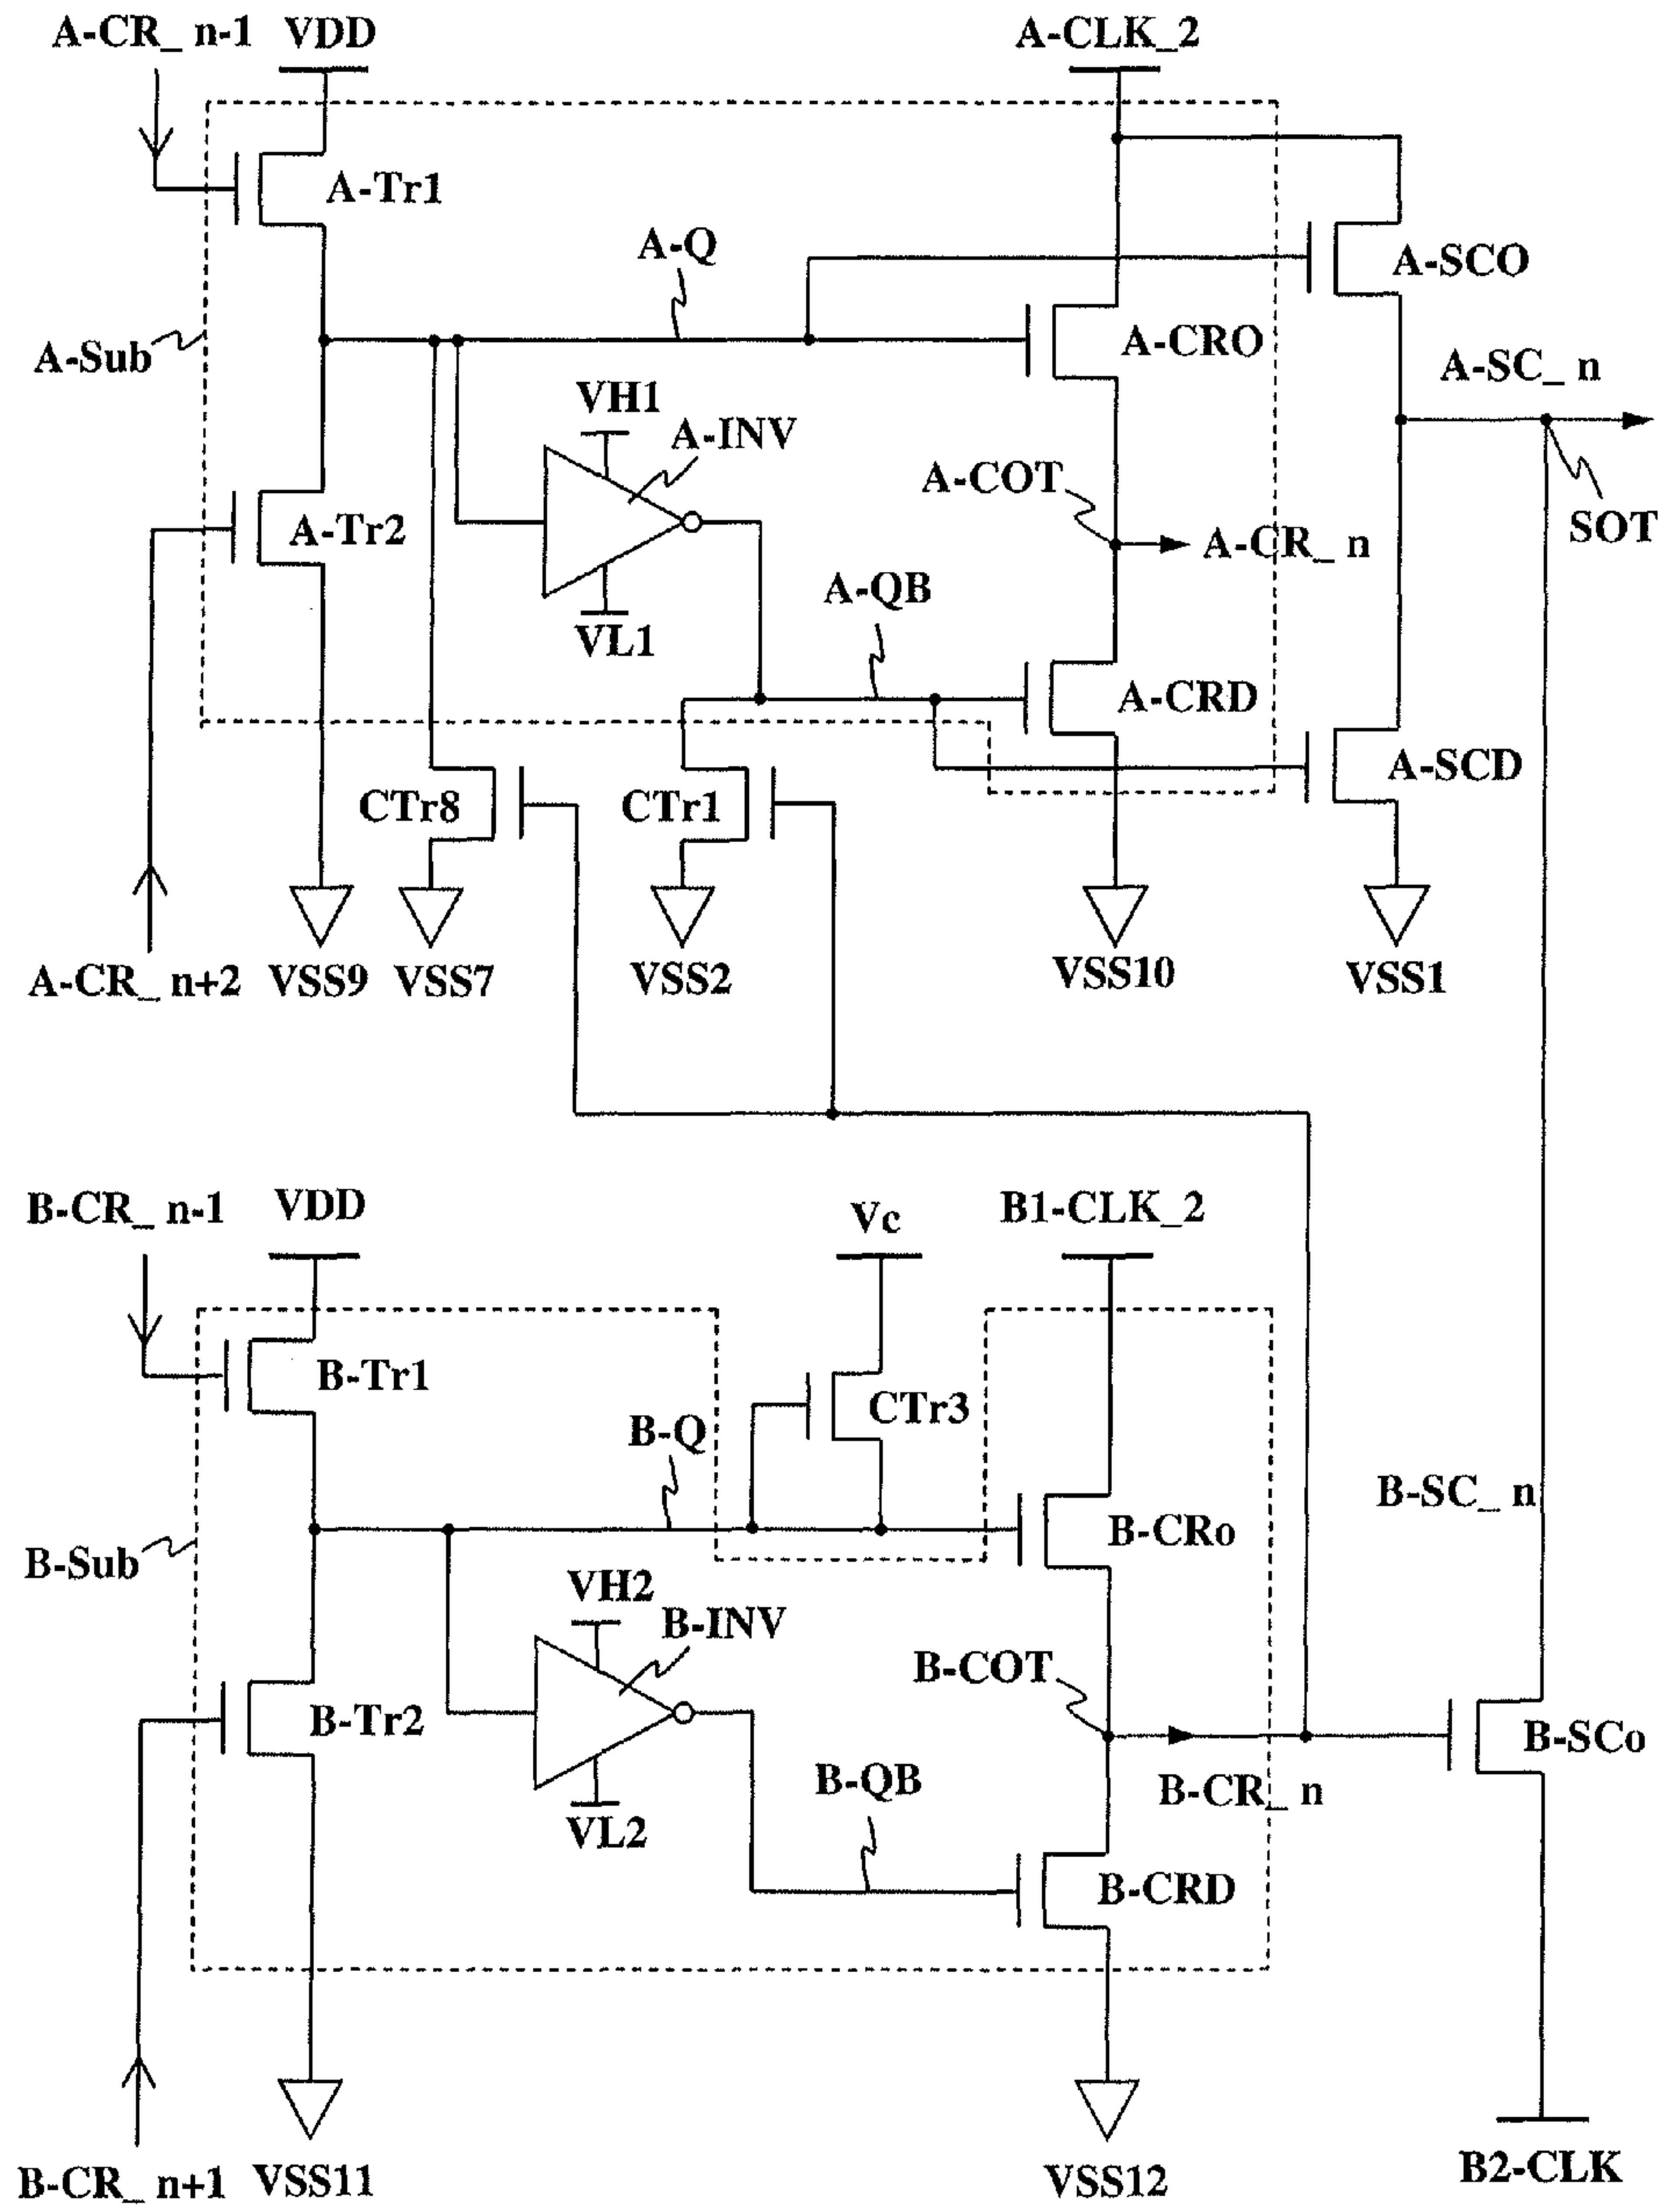 A-CR_ n-1
VDD
A-CLK_2
A-Tr1
A-Q
A-SCO
A-Sub
A-CRO
A-SC_ n
VH1
A-INV
A-COT
A-Tr2
SOT
A-CR_ n
A-QB
VL1
A-CRD
A-SCD
CTr8
CTr1
A-CR_ n+2
VSS9
VSS7
VSS2
VSS10
VSS1
B-CR_ n-1
VDD
Vc
B1-CLK_2
B-Tr1
CTr3
B-Q
B-SC_ n
B-CRo
B-Sub
VH2
B-INV
B-COT
B-Tr2
B-SCo
B-QB
B-CR_ n
VL2
B-CRD
B-CR_ n+1
VSS11
VSS12
B2-CLK